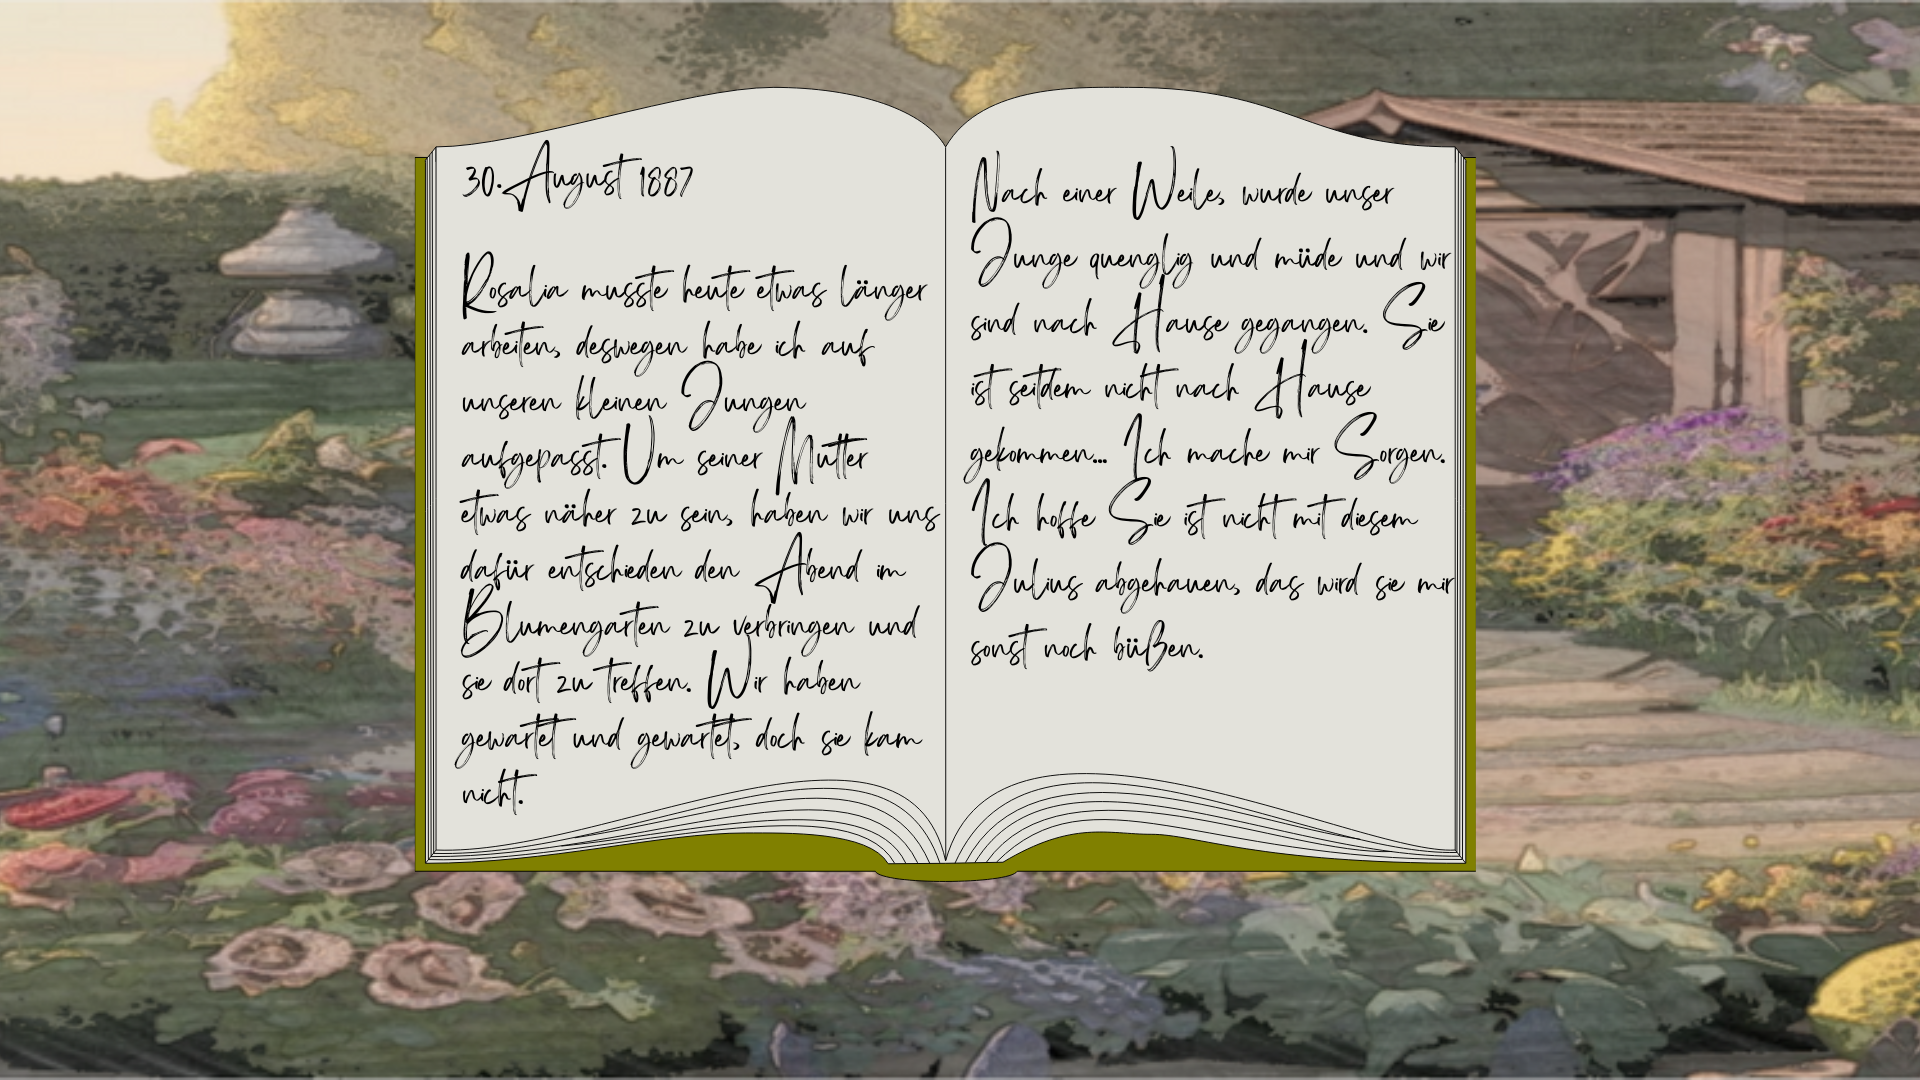 30. August 1887
Rosalia musste heute etwas länger
arbeiten, deswegen habe ich auf
unseren kleinen Jungen
aufgepasst. Um seiner Mutter
etwas näher zu sein, haben wir uns
dafür entschieden den Abend im
Blumengarten zu verbringen und
sie dort zu treffen. Wir haben
gewartet und gewartet, doch sie kam
nicht.
Nach einer Weile, wurde unser
Junge quenglig und müde und wir
sind nach Hause gegangen. Sie
ist seitdem nicht nach Hause
gekommen... Ich mache mir Sorgen.
Ich hoffe Sie ist nicht mit diesem
Julius abgehauen, das wird sie mir
sonst noch büßen.